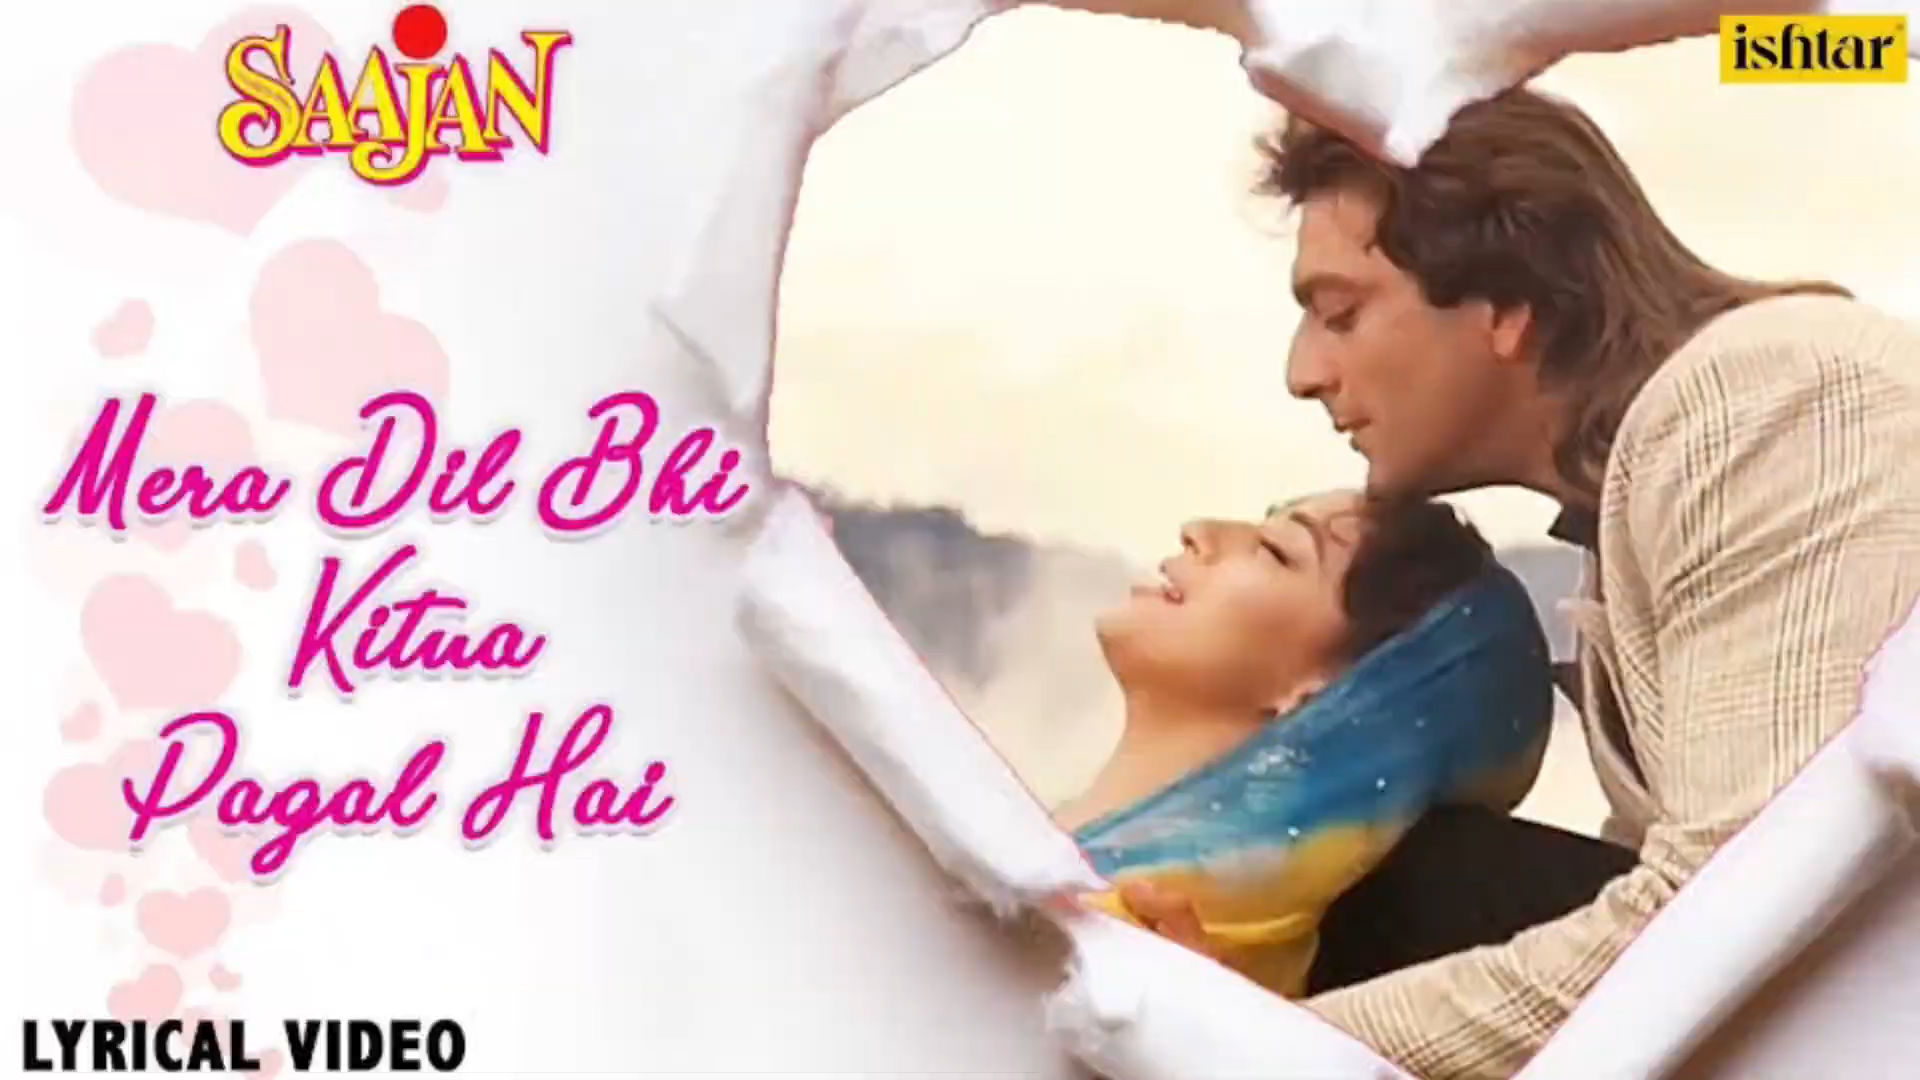 SAAJAN
ishtar
Mera Dil Bhi
Kitna
Pagal Hai
LYRICAL VIDEO